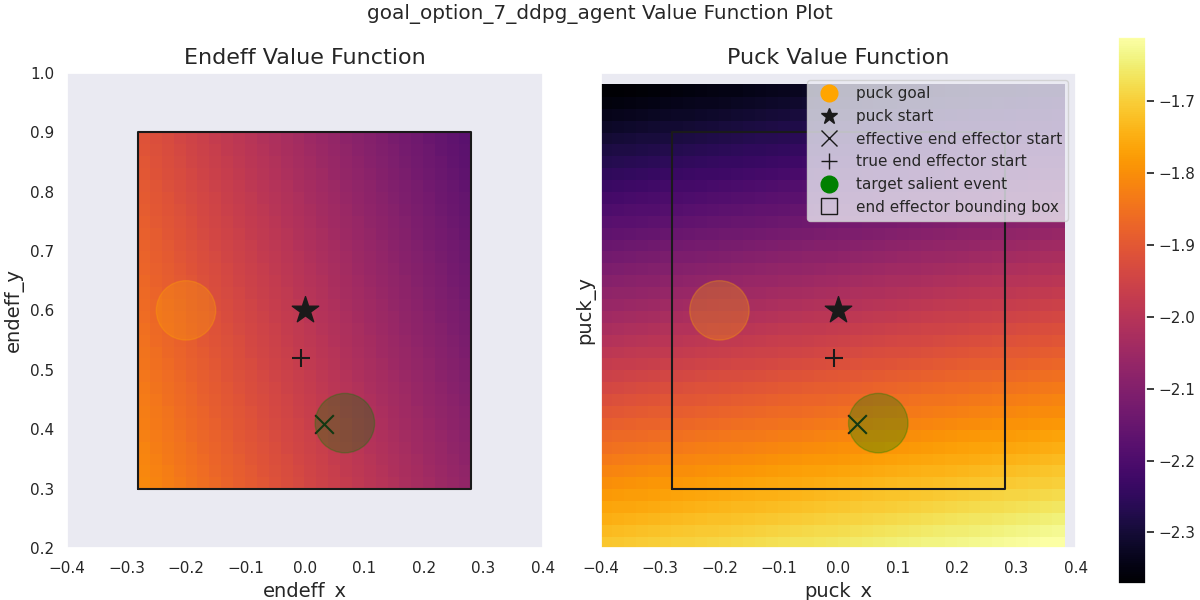 goal_option_7_ddpg_agent Value Function Plot
Endeff Value Function
endeff_y
1.0
0.9
0.8
0.7
0.6
0.5
0.4
0.3
0.2
−0.4 −0.3 −0.2 −0.1 0.0 0.1 0.2 0.3 0.4
endeff_x
Puck Value Function
puck_y
puck goal
puck start
effective end effector start
true end effector start
target salient event
end effector bounding box
−0.4 −0.3 −0.2 −0.1 0.0 0.1 0.2 0.3 0.4
puck_x
−1.7
−1.8
−1.9
−2.0
−2.1
−2.2
−2.3